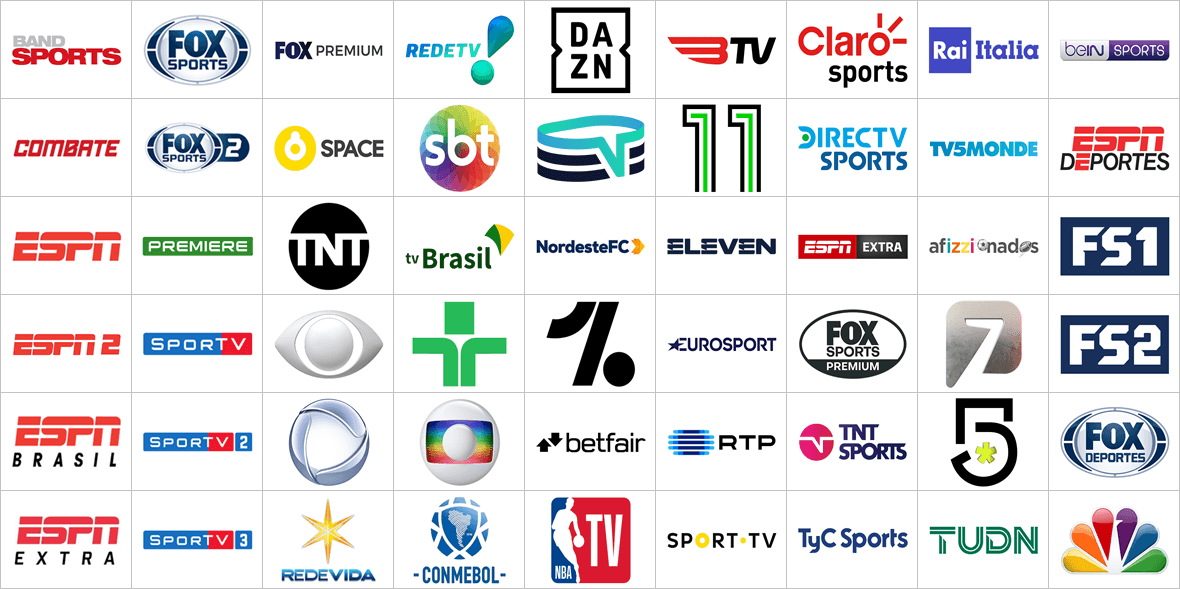 BAND
SPORTS
FOX
SPORTS
FOX PREMIUM
REDETV
DA
ZN
BTV
Claro
sports
Rai Italia
beIN SPORTS
COMBATE
FOX
SPORTS 2
SPACE
sbt
11
DIRECTV
SPORTS
TV5MONDE
ESPN
DEPORTES
ESPN
PREMIERE
TNT
tv Brasil
NordesteFC
ELEVEN
ESPN EXTRA
afizzionados
FS1
ESPN 2
SPORTV
1
EUROSPORT
FOX
SPORTS
PREMIUM
7
FS2
ESPN
BRASIL
SPORTV 2
betfair
RTP
TNT
SPORTS
5
FOX
DEPORTES
ESPN
EXTRA
SPORTV 3
REDEVIDA
-CONMEBOL-
NBA
TV
SPORT·TV
TyC Sports
TUDN